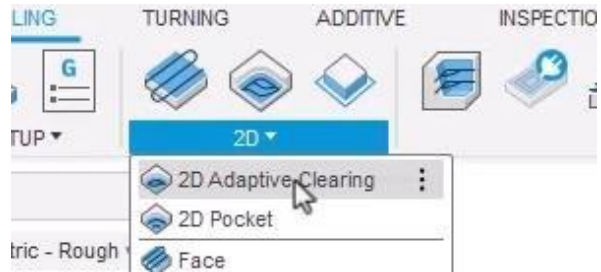 LING TURNING ADDITIVE INSPECTIO
G
TUP 2D
2D Adaptive Clearing
2D Pocket
tric - Rough
Face